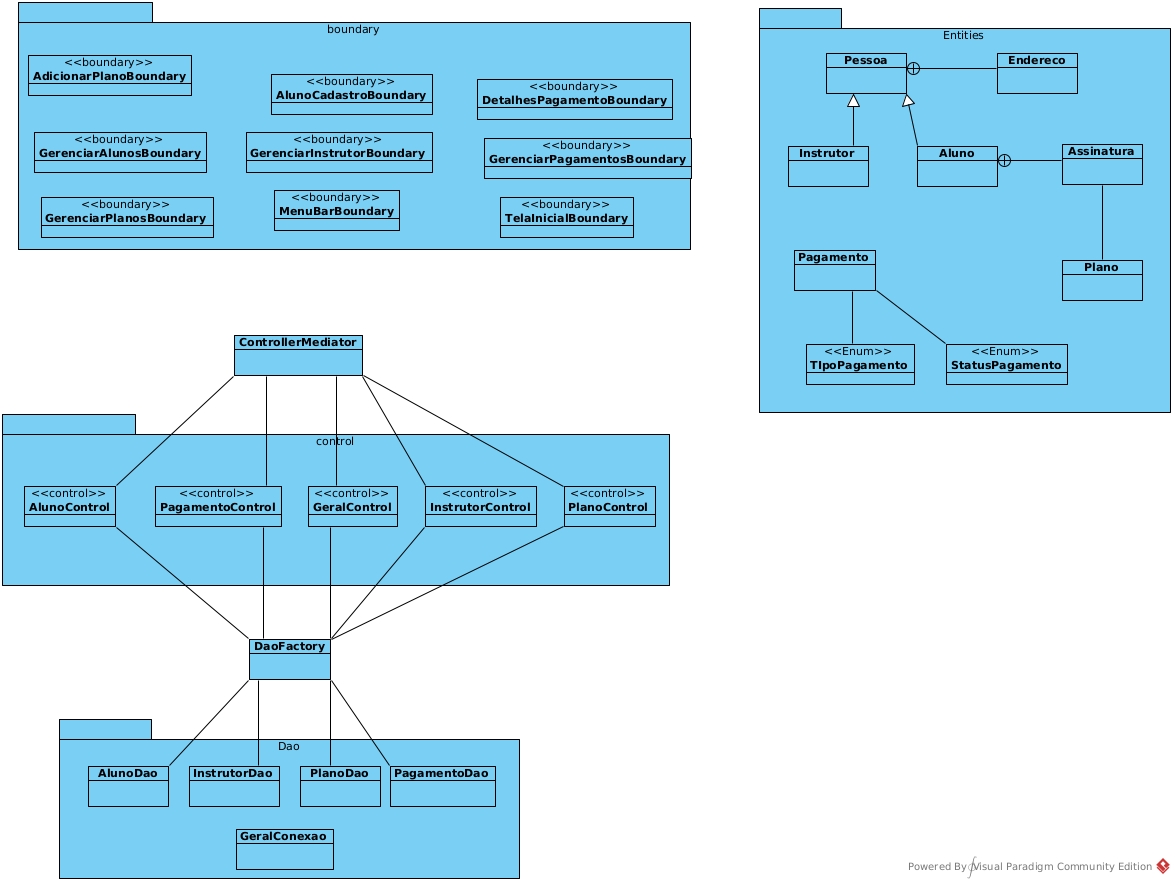 boundary
<<boundary>>
AdicionarPlanoBoundary
<<boundary>>
AlunoCadastroBoundary
<<boundary>>
DetalhesPagamentoBoundary
<<boundary>>
GerenciarAlunosBoundary
<<boundary>>
GerenciarInstrutorBoundary
<<boundary>>
GerenciarPagamentosBoundary
<<boundary>>
GerenciarPlanosBoundary
<<boundary>>
MenuBarBoundary
<<boundary>>
TelaInicialBoundary
Entities
Pessoa
Endereco
Instrutor
Aluno
Assinatura
Pagamento
Plano
<<Enum>>
TIpoPagamento
<<Enum>>
StatusPagamento
ControllerMediator
control
<<control>>
AlunoControl
<<control>>
PagamentoControl
<<control>>
GeralControl
<<control>>
InstrutorControl
<<control>>
PlanoControl
DaoFactory
Dao
AlunoDao
InstrutorDao
PlanoDao
PagamentoDao
GeralConexao
Powered By Visual Paradigm Community Edition